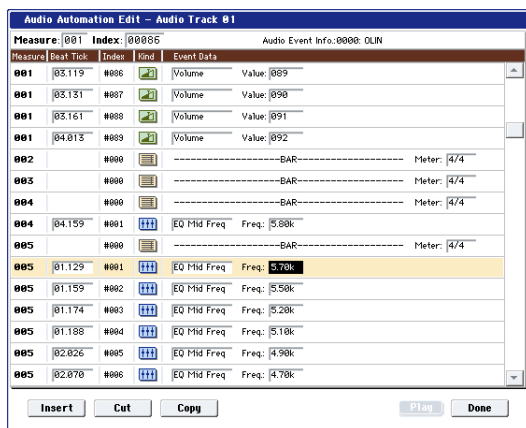 Audio Automation Edit – Audio Track 01
Measure: 001 Index: 00086 Audio Event Info.:0000: OLIN
Measure Beat Tick Index Kind Event Data
001 03.119 #086 Volume Value: 089
001 03.131 #087 Volume Value: 090
001 03.161 #088 Volume Value: 091
001 04.013 #089 Volume Value: 092
002 #000 --------------------BAR-------------------- Meter: 4/4
003 #000 --------------------BAR-------------------- Meter: 4/4
004 #000 --------------------BAR-------------------- Meter: 4/4
004 04.159 #001 EQ Mid Freq Freq.: 5.80k
005 #000 --------------------BAR-------------------- Meter: 4/4
005 01.129 #001 EQ Mid Freq Freq.: 5.70k
005 01.159 #002 EQ Mid Freq Freq.: 5.50k
005 01.174 #003 EQ Mid Freq Freq.: 5.20k
005 01.188 #004 EQ Mid Freq Freq.: 5.10k
005 02.026 #005 EQ Mid Freq Freq.: 4.90k
005 02.070 #006 EQ Mid Freq Freq.: 4.70k
Insert Cut Copy Play Done